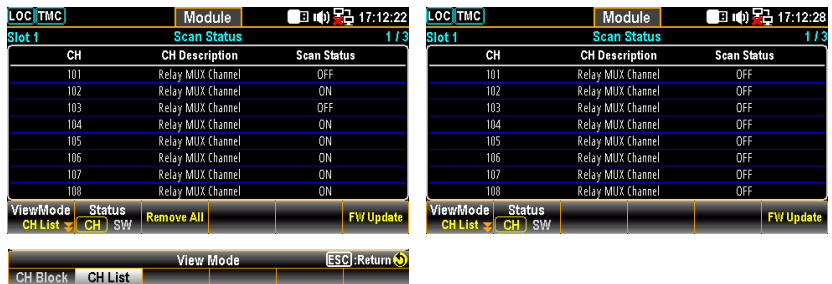 LOC TMC Module 17:12:22
Slot 1 Scan Status 1 / 3
CH CH Description Scan Status
101 Relay MUX Channel OFF
102 Relay MUX Channel ON
103 Relay MUX Channel OFF
104 Relay MUX Channel ON
105 Relay MUX Channel ON
106 Relay MUX Channel ON
107 Relay MUX Channel ON
108 Relay MUX Channel ON
ViewMode Status Remove All FW Update
CH List CH SW
View Mode ESC:Return
CH Block CH List
LOC TMC Module 17:12:28
Slot 1 Scan Status 1 / 3
CH CH Description Scan Status
101 Relay MUX Channel OFF
102 Relay MUX Channel OFF
103 Relay MUX Channel OFF
104 Relay MUX Channel OFF
105 Relay MUX Channel OFF
106 Relay MUX Channel OFF
107 Relay MUX Channel OFF
108 Relay MUX Channel OFF
ViewMode Status FW Update
CH List CH SW